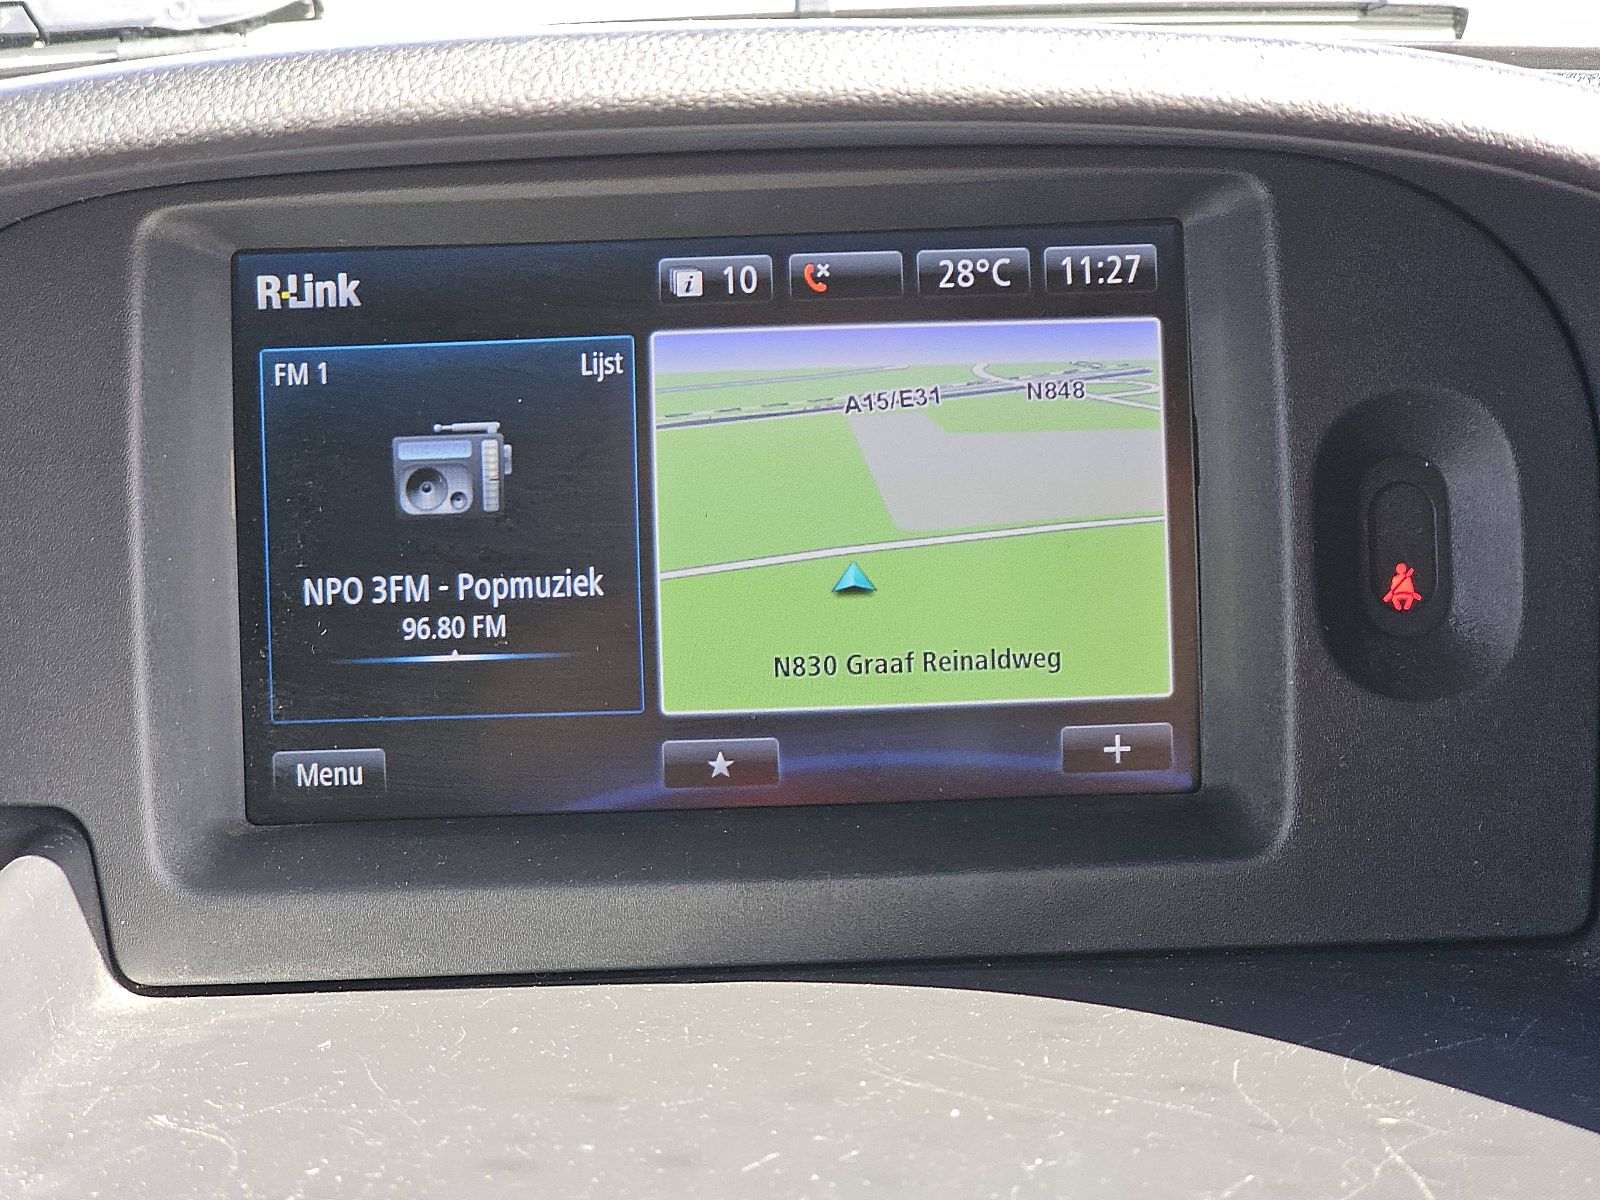 R-Link
i 10
28°C
11:27
FM 1
Lijst
NPO 3FM - Popmuziek
96.80 FM
A15/E31
N848
N830 Graaf Reinaldweg
Menu